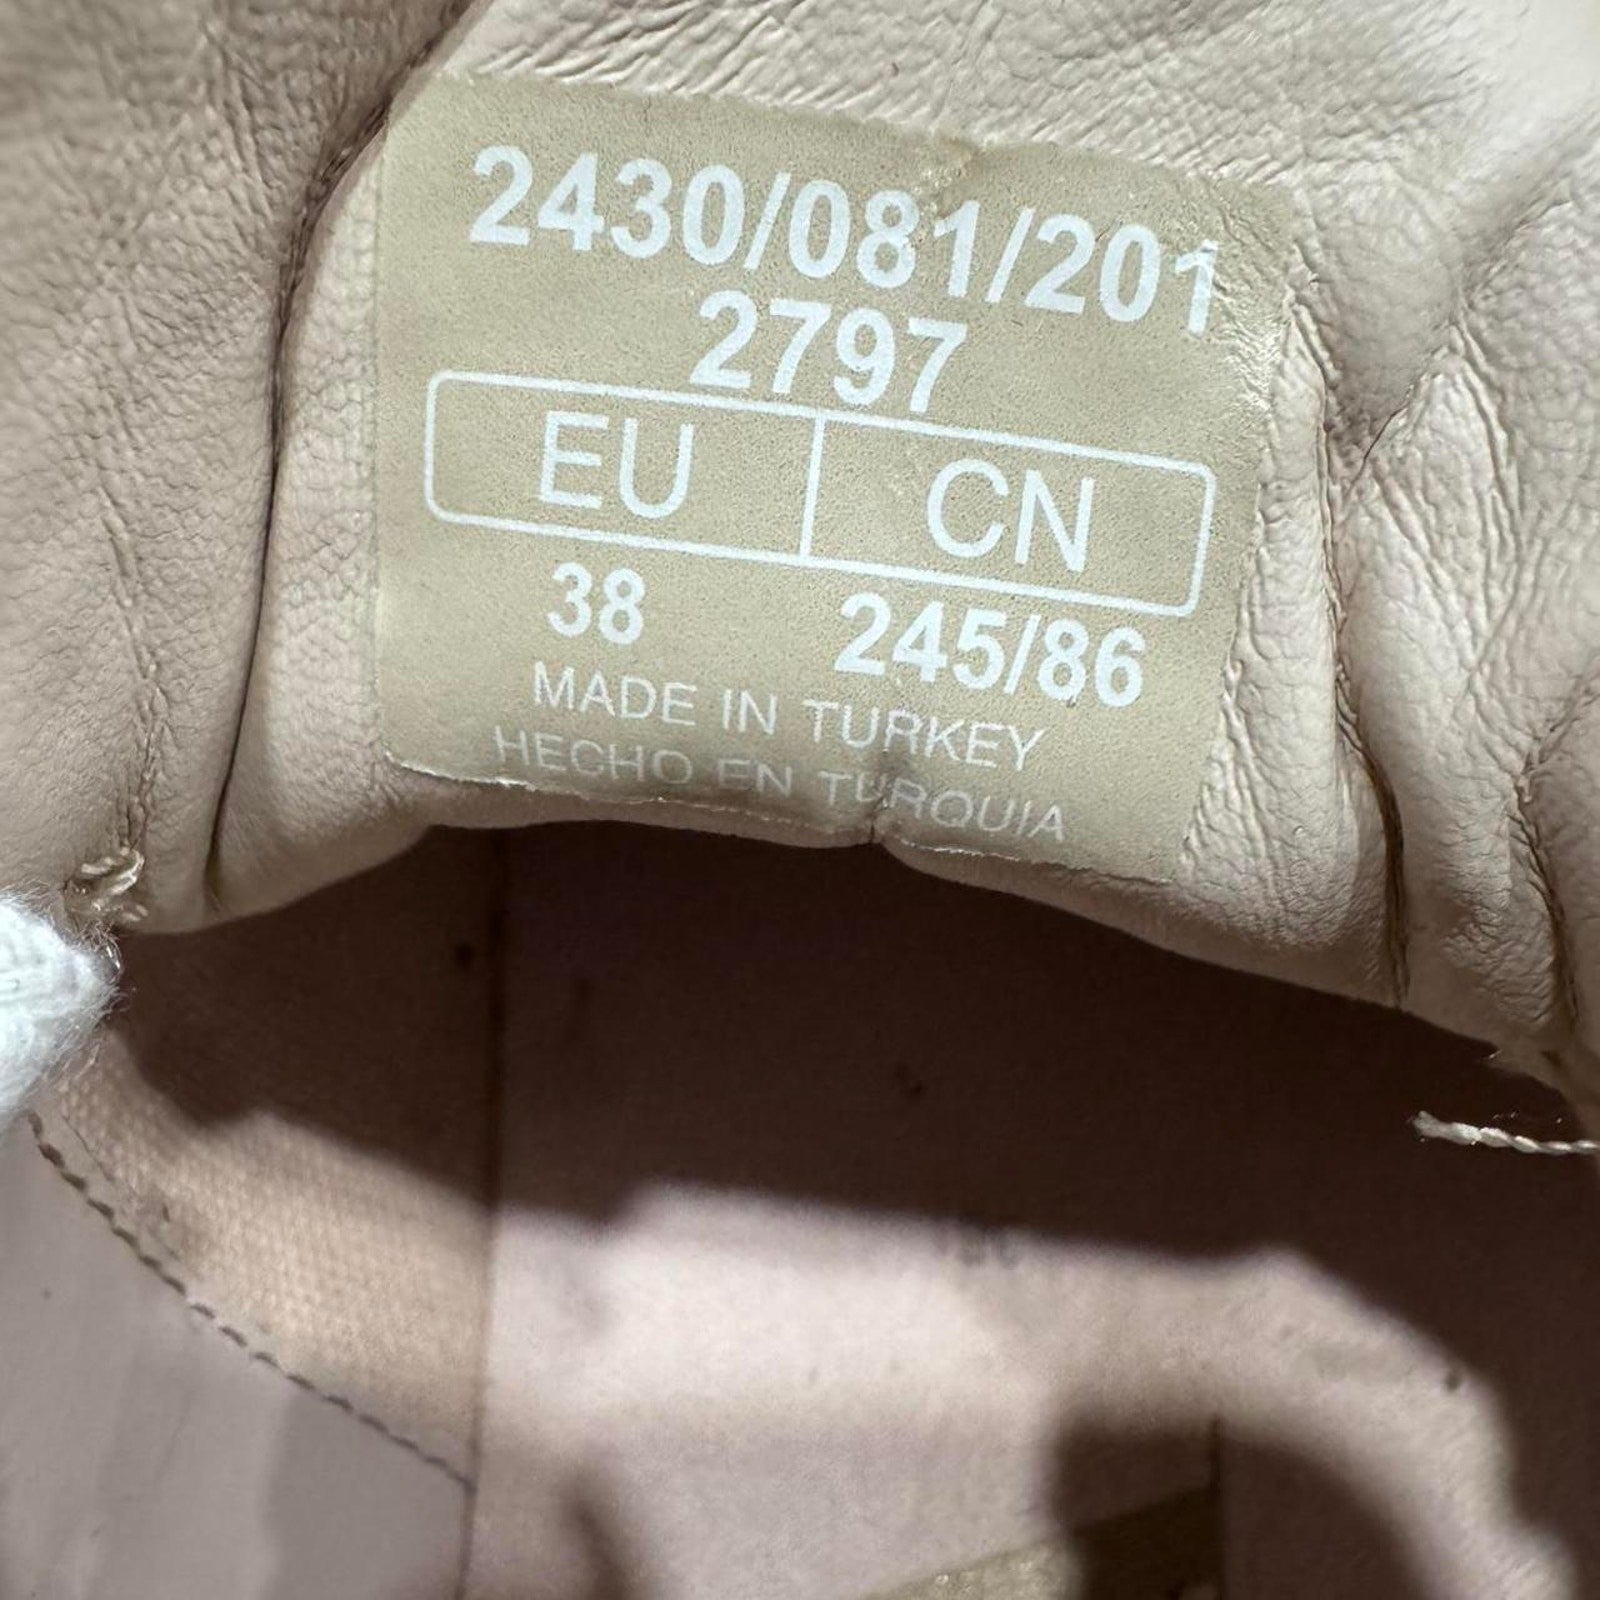 2430/081/201
2797
EU CN
38 245/86
MADE IN TURKEY
HECHO EN TURQUIA